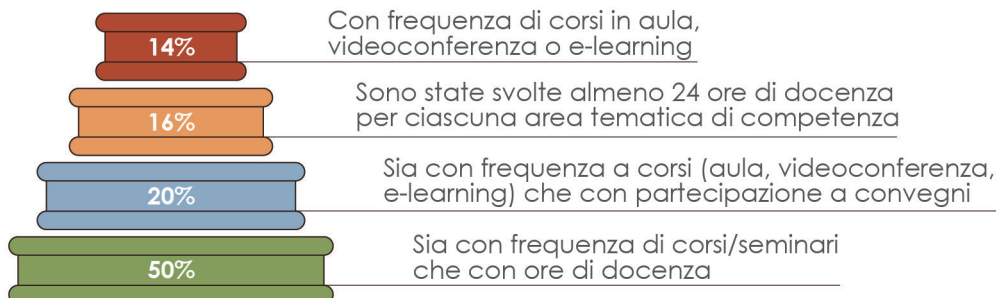 14%
Con frequenza di corsi in aula,
videoconferenza o e-learning
16%
Sono state svolte almeno 24 ore di docenza
per ciascuna area tematica di competenza
20%
Sia con frequenza a corsi (aula, videoconferenza,
e-learning) che con partecipazione a convegni
50%
Sia con frequenza di corsi/seminari
che con ore di docenza